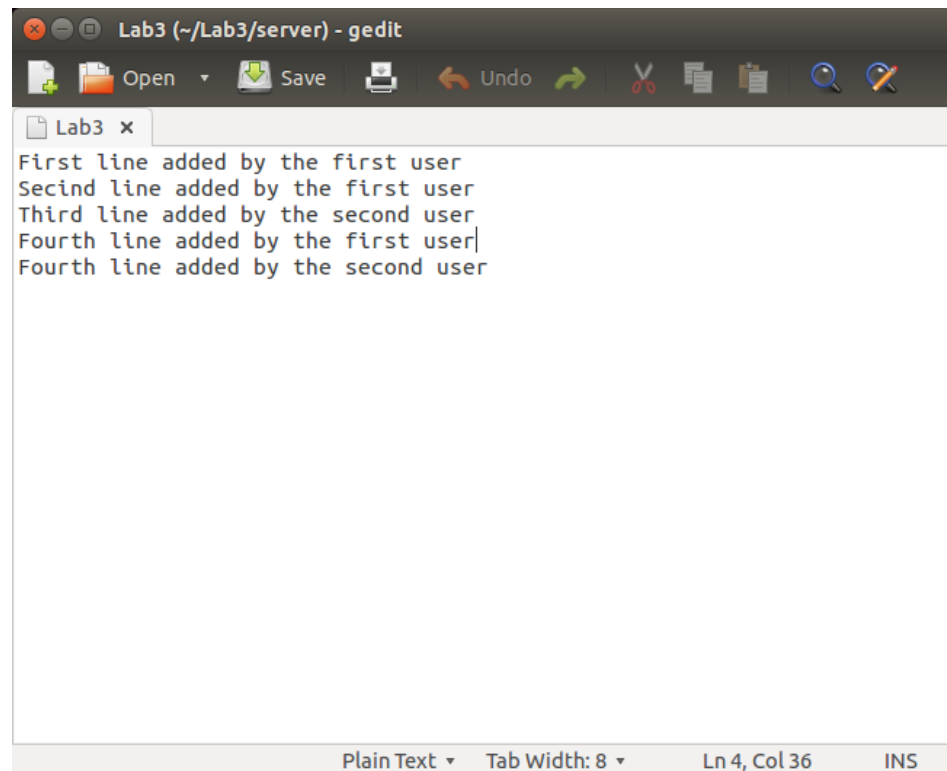 Lab3 (~/Lab3/server) - gedit
Open Save Undo
Lab3
First line added by the first user
Secind line added by the first user
Third line added by the second user
Fourth line added by the first user
Fourth line added by the second user
Plain Text Tab Width: 8 Ln 4, Col 36 INS